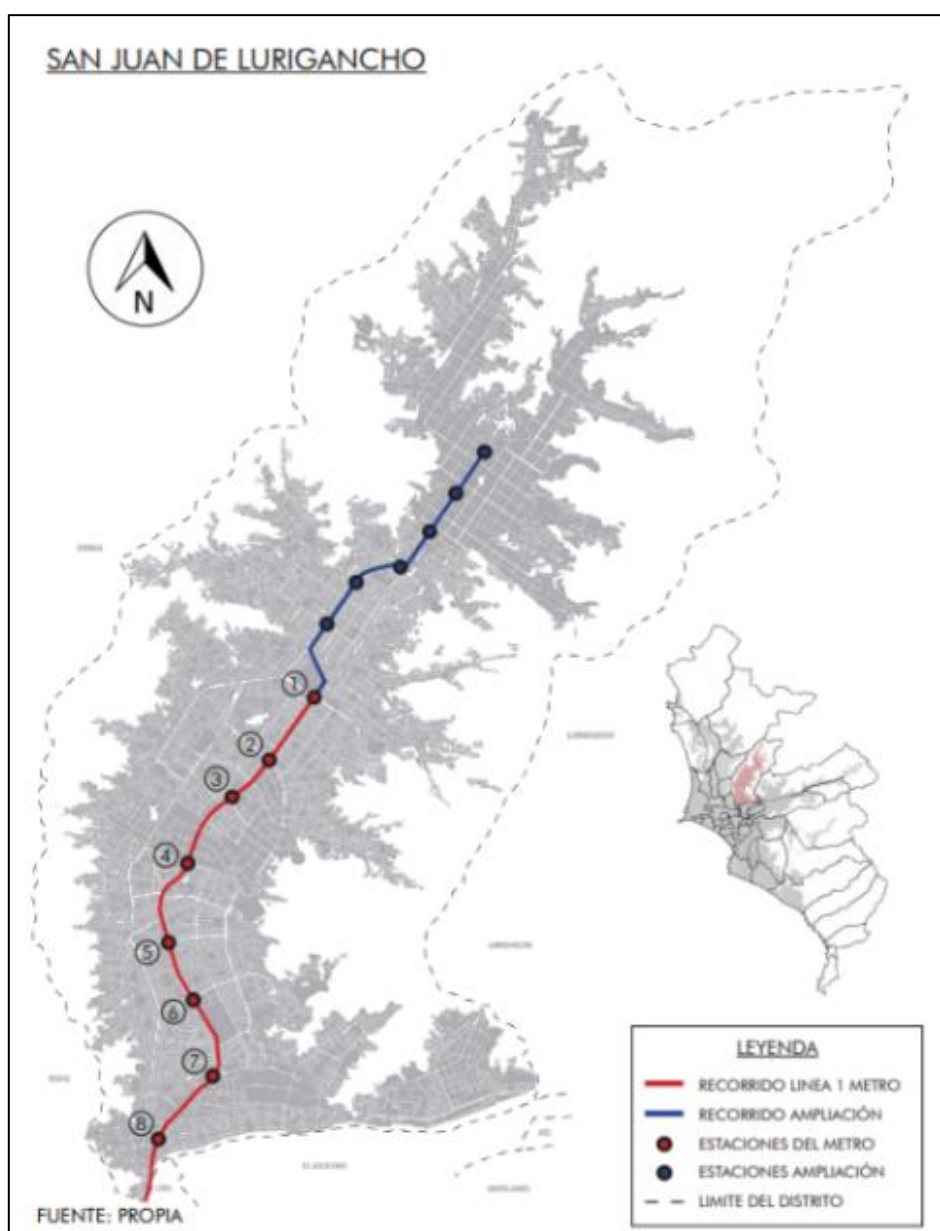 SAN JUAN DE LURIGANCHO
N
1
2
3
4
5
6
7
8
LEYENDA
RECORRIDO LINEA 1 METRO
RECORRIDO AMPLIACIÓN
ESTACIONES DEL METRO
ESTACIONES AMPLIACIÓN
LIMITE DEL DISTRITO
FUENTE: PROPIA